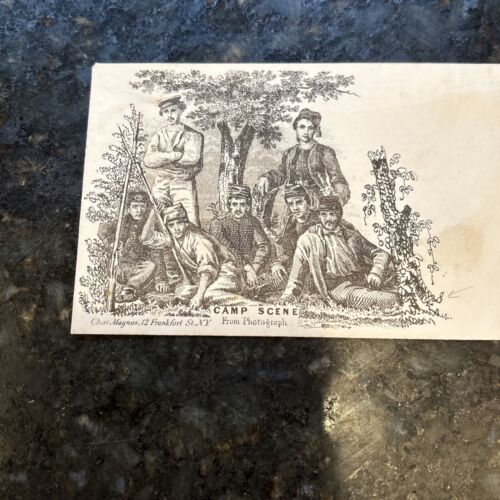 CAMP SCENE
Chas. Magnus, 12 Frankfort St. N.Y. From Photograph.